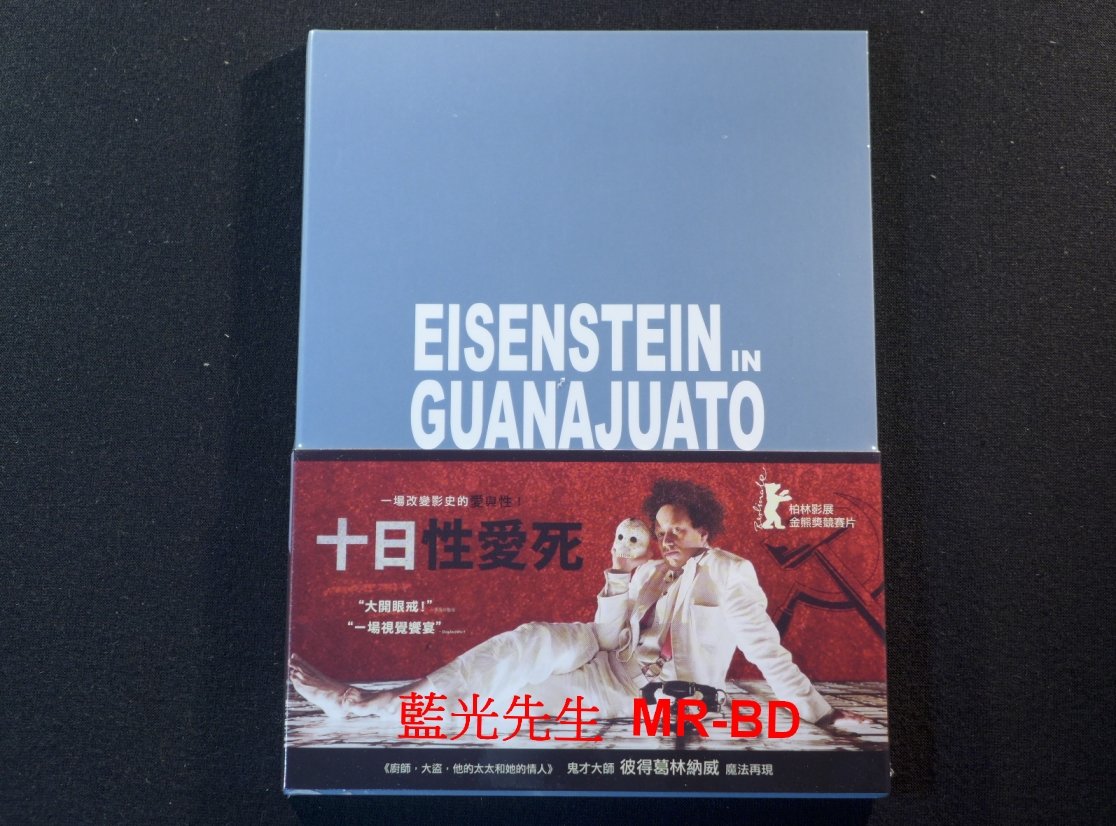 EISENSTEIN IN
GUANAJUATO
一場改變影史的愛與性！
十日性愛死
Berlinale
柏林影展
金熊獎競賽片
“大開眼戒！”
“一場視覺饗宴”
藍光先生 MR-BD
《廚師，大盜，他的太太和她的情人》 鬼才大師 彼得葛林納威 魔法再現